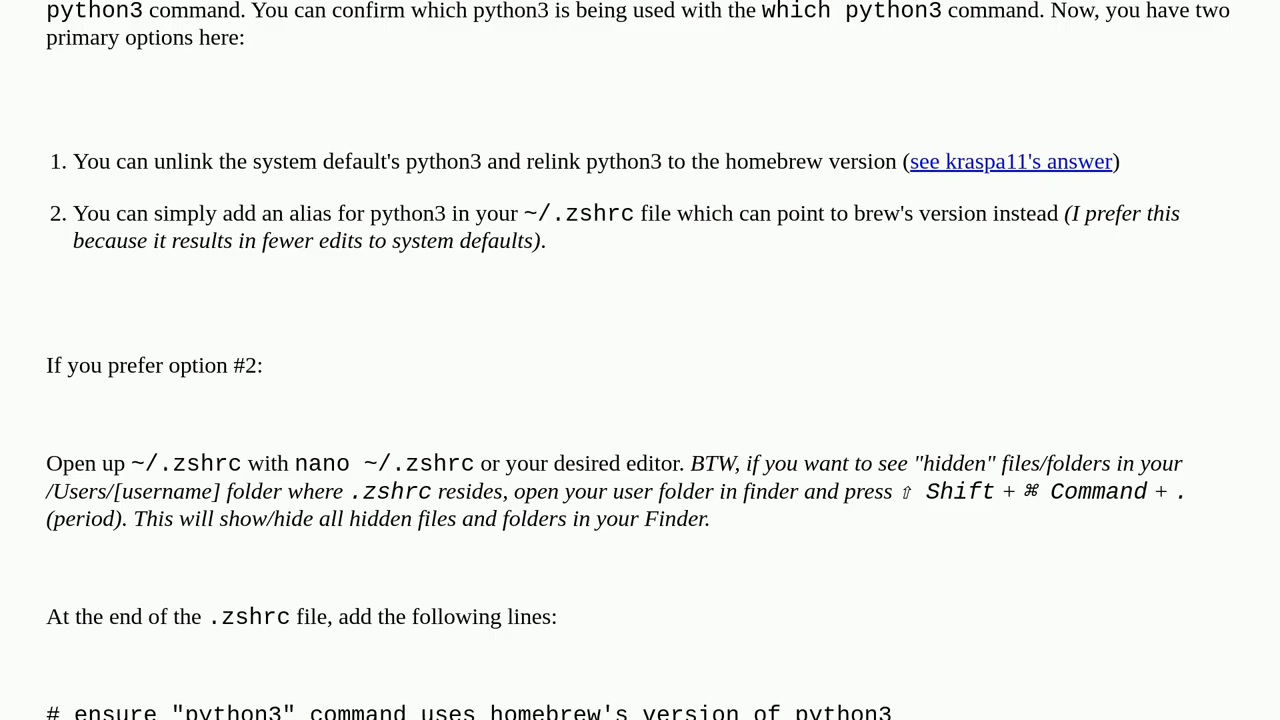 python3 command. You can confirm which python3 is being used with the which python3 command. Now, you have two
primary options here:
1. You can unlink the system default's python3 and relink python3 to the homebrew version (see kraspa11's answer)
2. You can simply add an alias for python3 in your ~/.zshrc file which can point to brew's version instead (I prefer this
because it results in fewer edits to system defaults).
If you prefer option #2:
Open up ~/.zshrc with nano ~/.zshrc or your desired editor. BTW, if you want to see "hidden" files/folders in your
/Users/[username] folder where .zshrc resides, open your user folder in finder and press ⇧ Shift + ⌘ Command + .
(period). This will show/hide all hidden files and folders in your Finder.
At the end of the .zshrc file, add the following lines:
# ensure "python3" command uses homebrew's version of python3